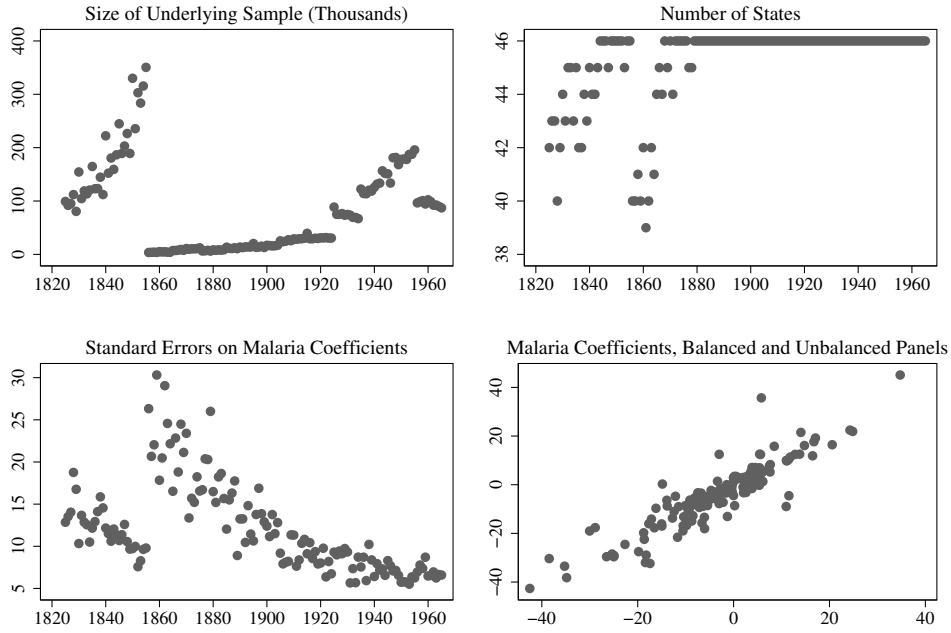 Size of Underlying Sample (Thousands)
400
300
200
100
0
1820 1840 1860 1880 1900 1920 1940 1960
Number of States
46
44
42
40
38
1820 1840 1860 1880 1900 1920 1940 1960
Standard Errors on Malaria Coefficients
30
25
20
15
10
5
1820 1840 1860 1880 1900 1920 1940 1960
Malaria Coefficients, Balanced and Unbalanced Panels
40
20
0
−20
−40
−40 −20 0 20 40